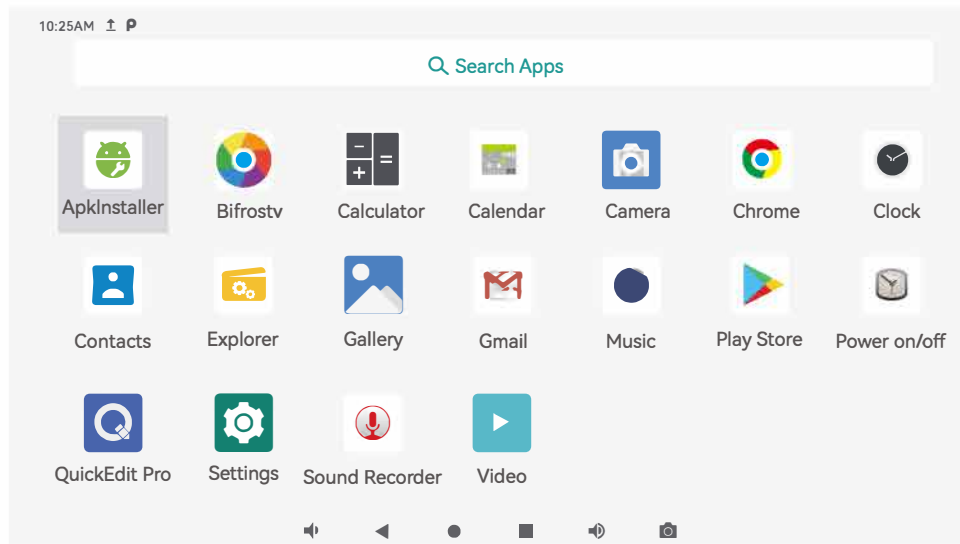 10:25AM
Search Apps
ApkInstaller
Bifrostv
Calculator
Calendar
Camera
Chrome
Clock
Contacts
Explorer
Gallery
Gmail
Music
Play Store
Power on/off
QuickEdit Pro
Settings
Sound Recorder
Video